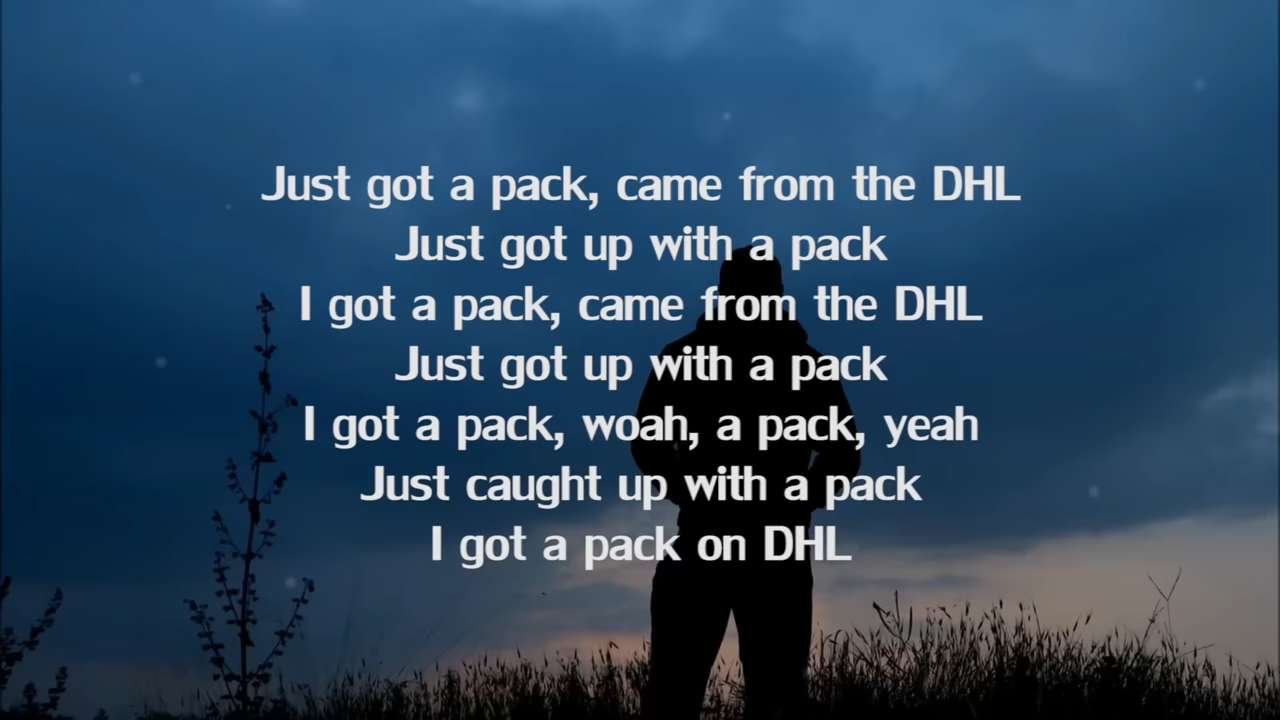 Just got a pack, came from the DHL
Just got up with a pack
I got a pack, came from the DHL
Just got up with a pack
I got a pack, woah, a pack, yeah
Just caught up with a pack
I got a pack on DHL